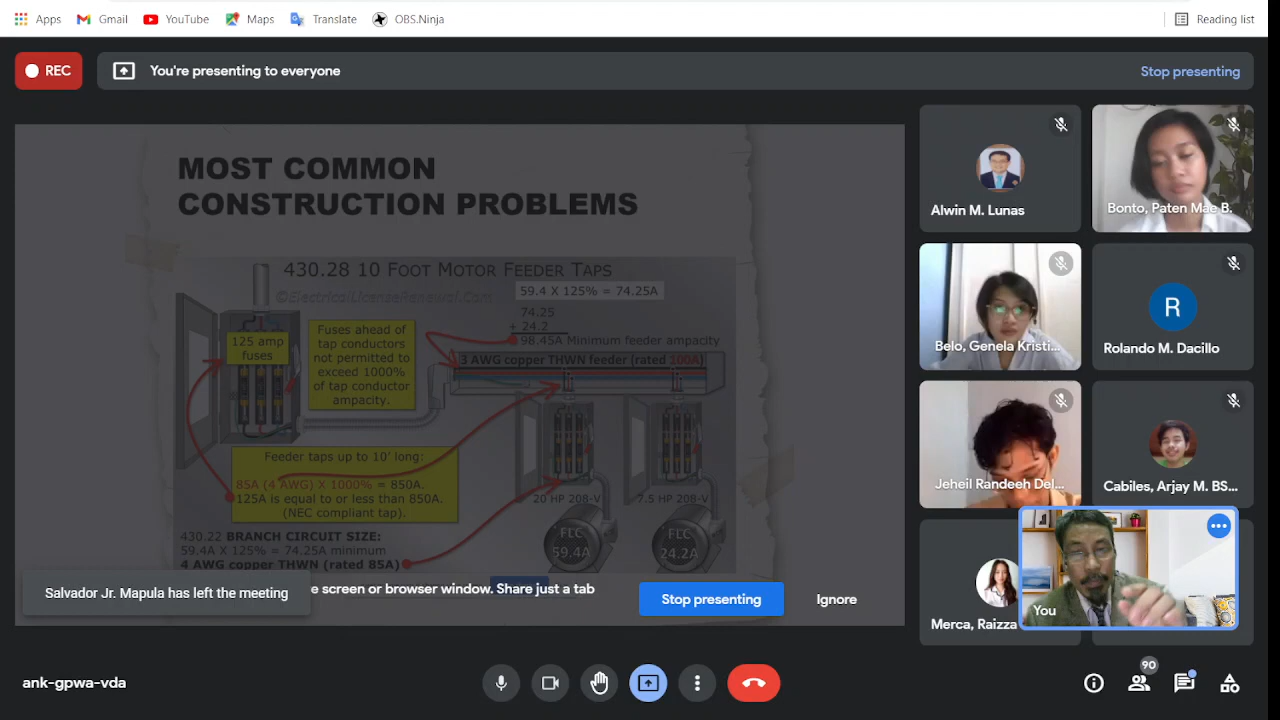 Apps
Gmail
YouTube
Maps
Translate
OBS.Ninja
Reading list
REC
You're presenting to everyone
Stop presenting
MOST COMMON
CONSTRUCTION PROBLEMS
430.28 10 FOOT MOTOR FEEDER TAPS
©ElectricalLicenseRenewal.Com
59.4 X 125% = 74.25A
74.25
+ 24.2
98.45A Minimum feeder ampacity
125 amp
fuses
Fuses ahead of
tap conductors
not permitted to
exceed 1000%
of tap conductor
ampacity.
3 AWG copper THWN feeder (rated 100A)
Feeder taps up to 10' long:
85A (4 AWG) X 1000% = 850A.
125A is equal to or less than 850A.
(NEC compliant tap).
20 HP 208-V
7.5 HP 208-V
FLC
59.4A
FLC
24.2A
430.22 BRANCH CIRCUIT SIZE:
59.4A X 125% = 74.25A minimum
4 AWG copper THWN (rated 85A)
Salvador Jr. Mapula has left the meeting
e screen or browser window. Share just a tab
Stop presenting
Ignore
Alwin M. Lunas
Bonto, Paten Mae B.
Belo, Genela Kristi...
R
Rolando M. Dacillo
Jeheil Randeeh Del...
Cabiles, Arjay M. BS...
Merca, Raizza
You
ank-gpwa-vda
90